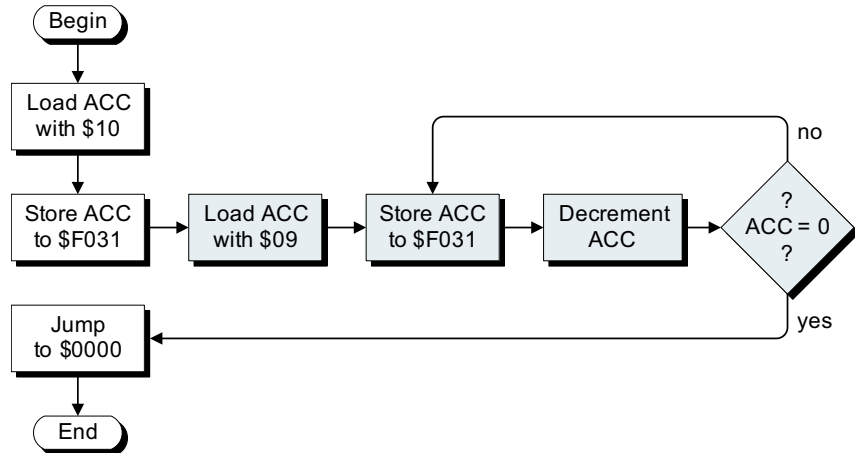 Begin
Load ACC
with $10
Store ACC
to $F031
Load ACC
with $09
Store ACC
to $F031
Decrement
ACC
?
ACC = 0
?
no
yes
Jump
to $0000
End